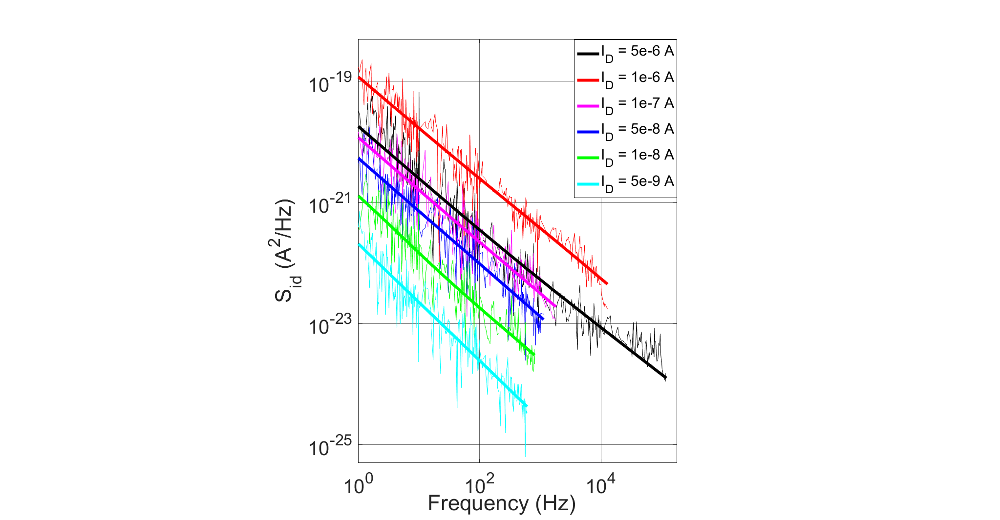 I_D = 5e-6 A
I_D = 1e-6 A
I_D = 1e-7 A
I_D = 5e-8 A
I_D = 1e-8 A
I_D = 5e-9 A
10^-19
10^-21
10^-23
10^-25
S_id (A^2/Hz)
10^0 10^2 10^4
Frequency (Hz)